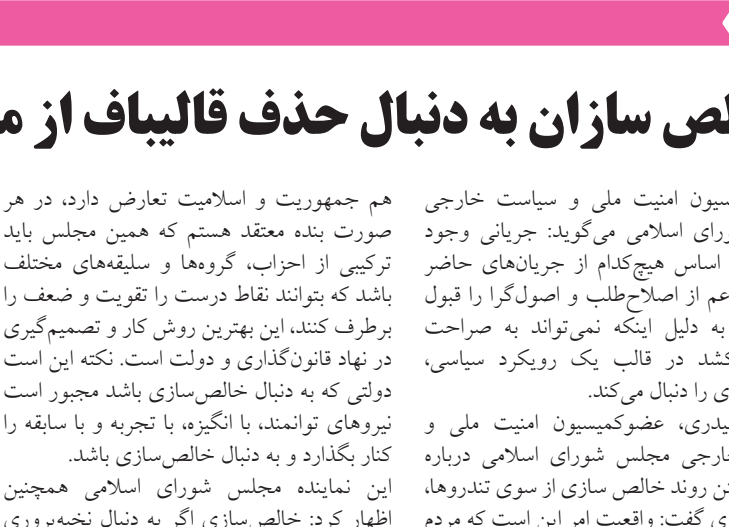 سازان به دنبال حذف قالیباف از
امنیت ملی و سیاست خارجی
اسلامی می‌گوید: جریانی وجود
اساس هیچ‌کدام از جریان‌های حاضر
از اصلاح‌طلب و اصول‌گرا را قبول
به دلیل اینکه نمی‌تواند به صراحت
در قالب یک رویکرد سیاسی،
را دنبال می‌کند.
عضوکمیسیون امنیت ملی و
مجلس شورای اسلامی درباره
روند خالص سازی از سوی تندروها،
گفت: واقعیت امر این است که مردم
هم جمهوریت و اسلامیت تعارض دارد، در هر
صورت بنده معتقد هستم که همین مجلس باید
ترکیبی از احزاب، گروه‌ها و سلیقه‌های مختلف
باشد که بتوانند نقاط درست را تقویت و ضعف را
برطرف کنند، این بهترین روش کار و تصمیم‌گیری
در نهاد قانون‌گذاری و دولت است. نکته این است
دولتی که به دنبال خالص‌سازی باشد مجبور است
نیروهای توانمند، با انگیزه، با تجربه و با سابقه را
کنار بگذارد و به دنبال خالص‌سازی باشد.
این نماینده مجلس شورای اسلامی همچنین
اظهار کرد: خالص‌سازی اگر به دنبال نخبه‌پروری